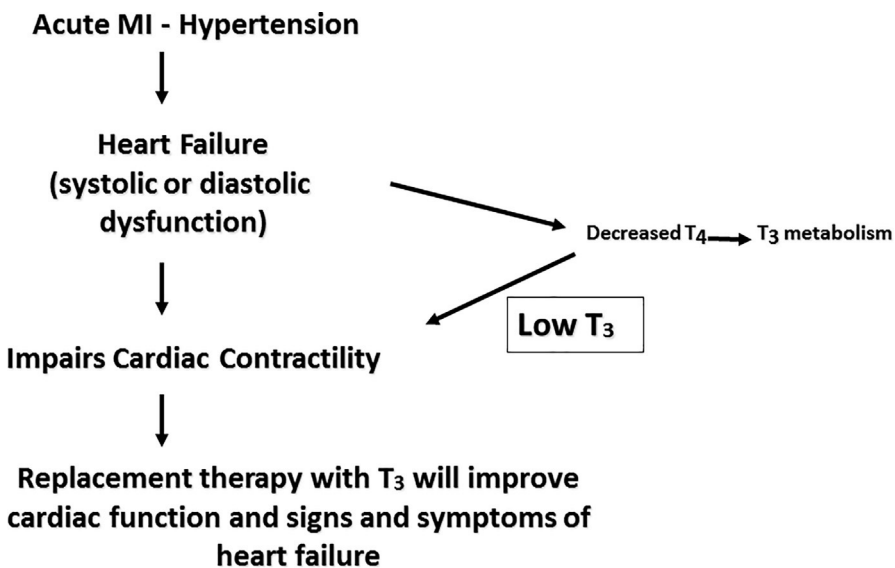 Acute MI - Hypertension
Heart Failure
(systolic or diastolic
dysfunction)
Decreased T4 T3 metabolism
Low T3
Impairs Cardiac Contractility
Replacement therapy with T3 will improve
cardiac function and signs and symptoms of
heart failure